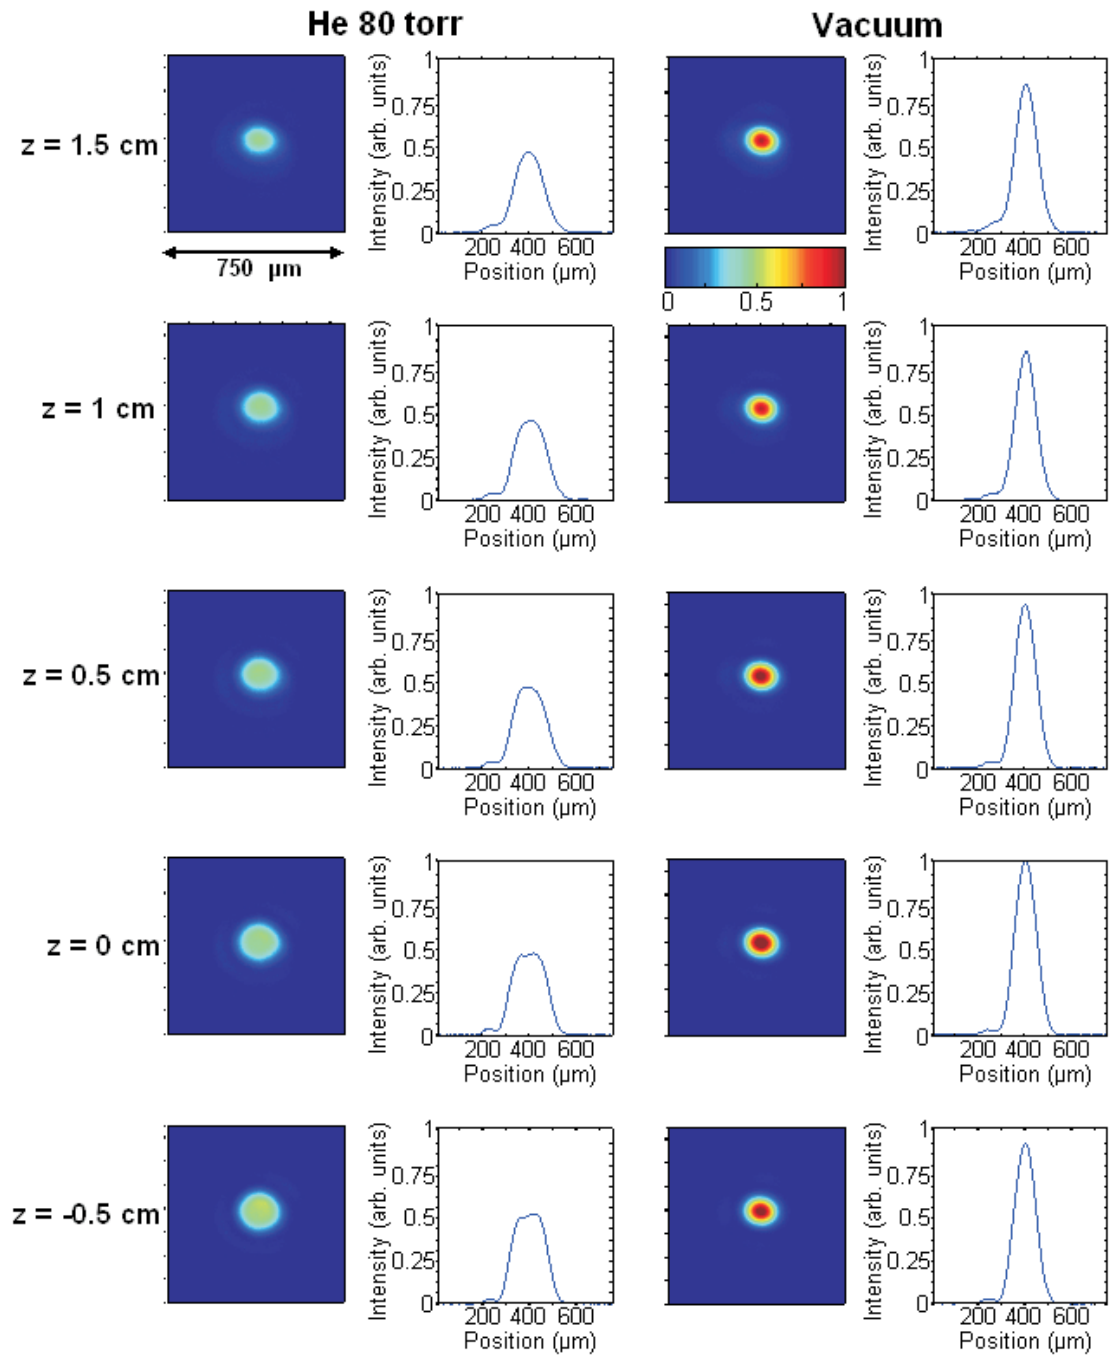 He 80 torr Vacuum
z = 1.5 cm
Intensity (arb. units)
1
0.75
0.5
0.25
0
200 400 600
Position (µm)
Intensity (arb. units)
1
0.75
0.5
0.25
0
200 400 600
Position (µm)
750 µm
0 0.5 1
z = 1 cm
Intensity (arb. units)
1
0.75
0.5
0.25
0
200 400 600
Position (µm)
Intensity (arb. units)
1
0.75
0.5
0.25
0
200 400 600
Position (µm)
z = 0.5 cm
Intensity (arb. units)
1
0.75
0.5
0.25
0
200 400 600
Position (µm)
Intensity (arb. units)
1
0.75
0.5
0.25
0
200 400 600
Position (µm)
z = 0 cm
Intensity (arb. units)
1
0.75
0.5
0.25
0
200 400 600
Position (µm)
Intensity (arb. units)
1
0.75
0.5
0.25
0
200 400 600
Position (µm)
z = -0.5 cm
Intensity (arb. units)
1
0.75
0.5
0.25
0
200 400 600
Position (µm)
Intensity (arb. units)
1
0.75
0.5
0.25
0
200 400 600
Position (µm)